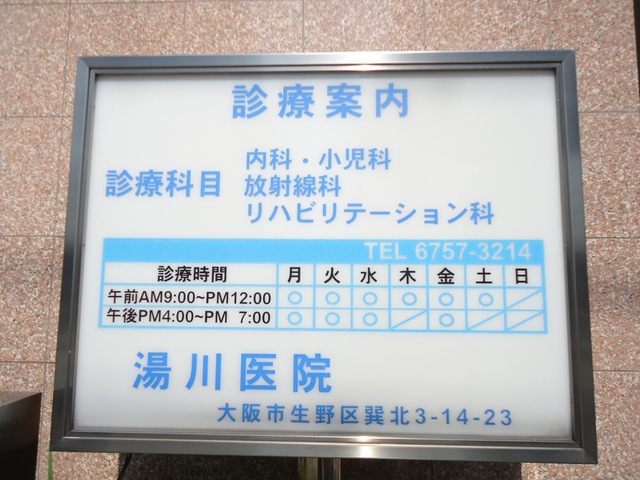 診療案内
診療科目
内科・小児科
放射線科
リハビリテーション科
TEL 6757-3214
診療時間 月 火 水 木 金 土 日
午前AM9:00~PM12:00 ○ ○ ○ ○ ○ ○ ／
午後PM4:00~PM 7:00 ○ ○ ○ ／ ○ ／ ／
湯川医院
大阪市生野区巽北3-14-23